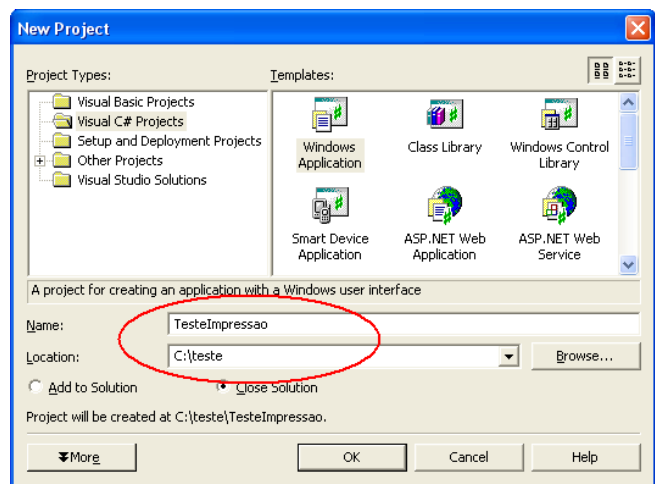 New Project
Project Types:
Templates:
Visual Basic Projects
Visual C# Projects
Setup and Deployment Projects
Other Projects
Visual Studio Solutions
Windows
Application
Class Library
Windows Control
Library
Smart Device
Application
ASP.NET Web
Application
ASP.NET Web
Service
A project for creating an application with a Windows user interface
Name:
TesteImpressao
Location:
C:\teste
Browse...
Add to Solution
Close Solution
Project will be created at C:\teste\TesteImpressao.
More
OK
Cancel
Help